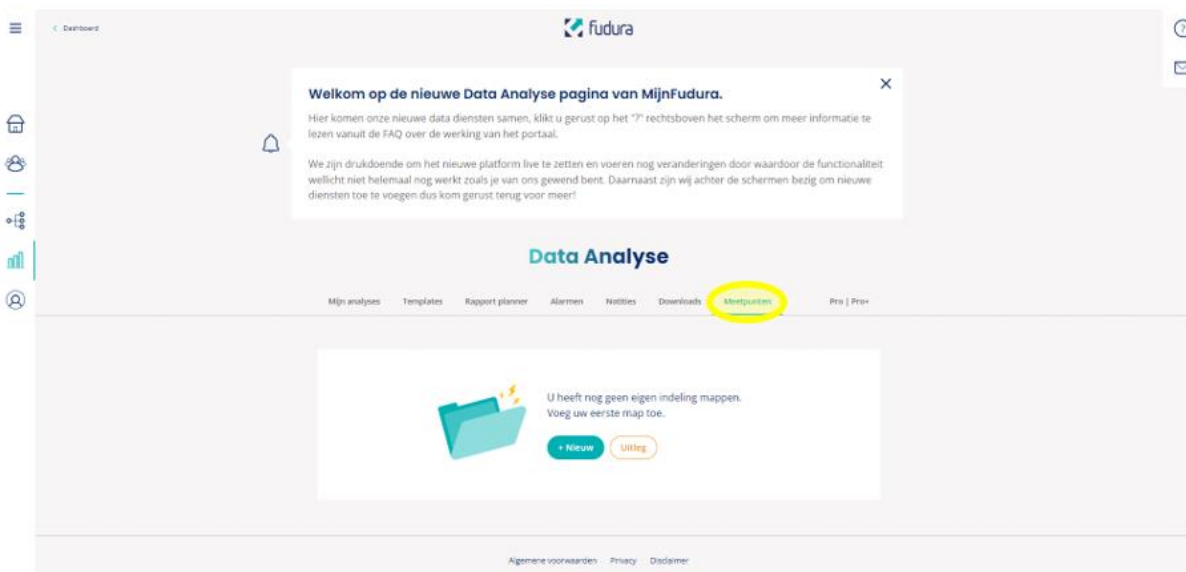 Dashboard
fudura
Welkom op de nieuwe Data Analyse pagina van MijnFudura.
Hier komen onze nieuwe data diensten samen, klikt u gerust op het "?" rechtsboven het scherm om meer informatie te
lezen vanuit de FAQ over de werking van het portaal.
We zijn drukdoende om het nieuwe platform live te zetten en voeren nog veranderingen door waardoor de functionaliteit
wellicht niet helemaal nog werkt zoals je van ons gewend bent. Daarnaast zijn wij achter de schermen bezig om nieuwe
diensten toe te voegen dus kom gerust terug voor meer!
Data Analyse
Mijn analyses Templates Rapport planner Alarmen Notities Downloads Meetpunten Pro | Pro+
U heeft nog geen eigen indeling mappen.
Voeg uw eerste map toe.
+ Nieuw Uitleg
Algemene voorwaarden Privacy Disclaimer